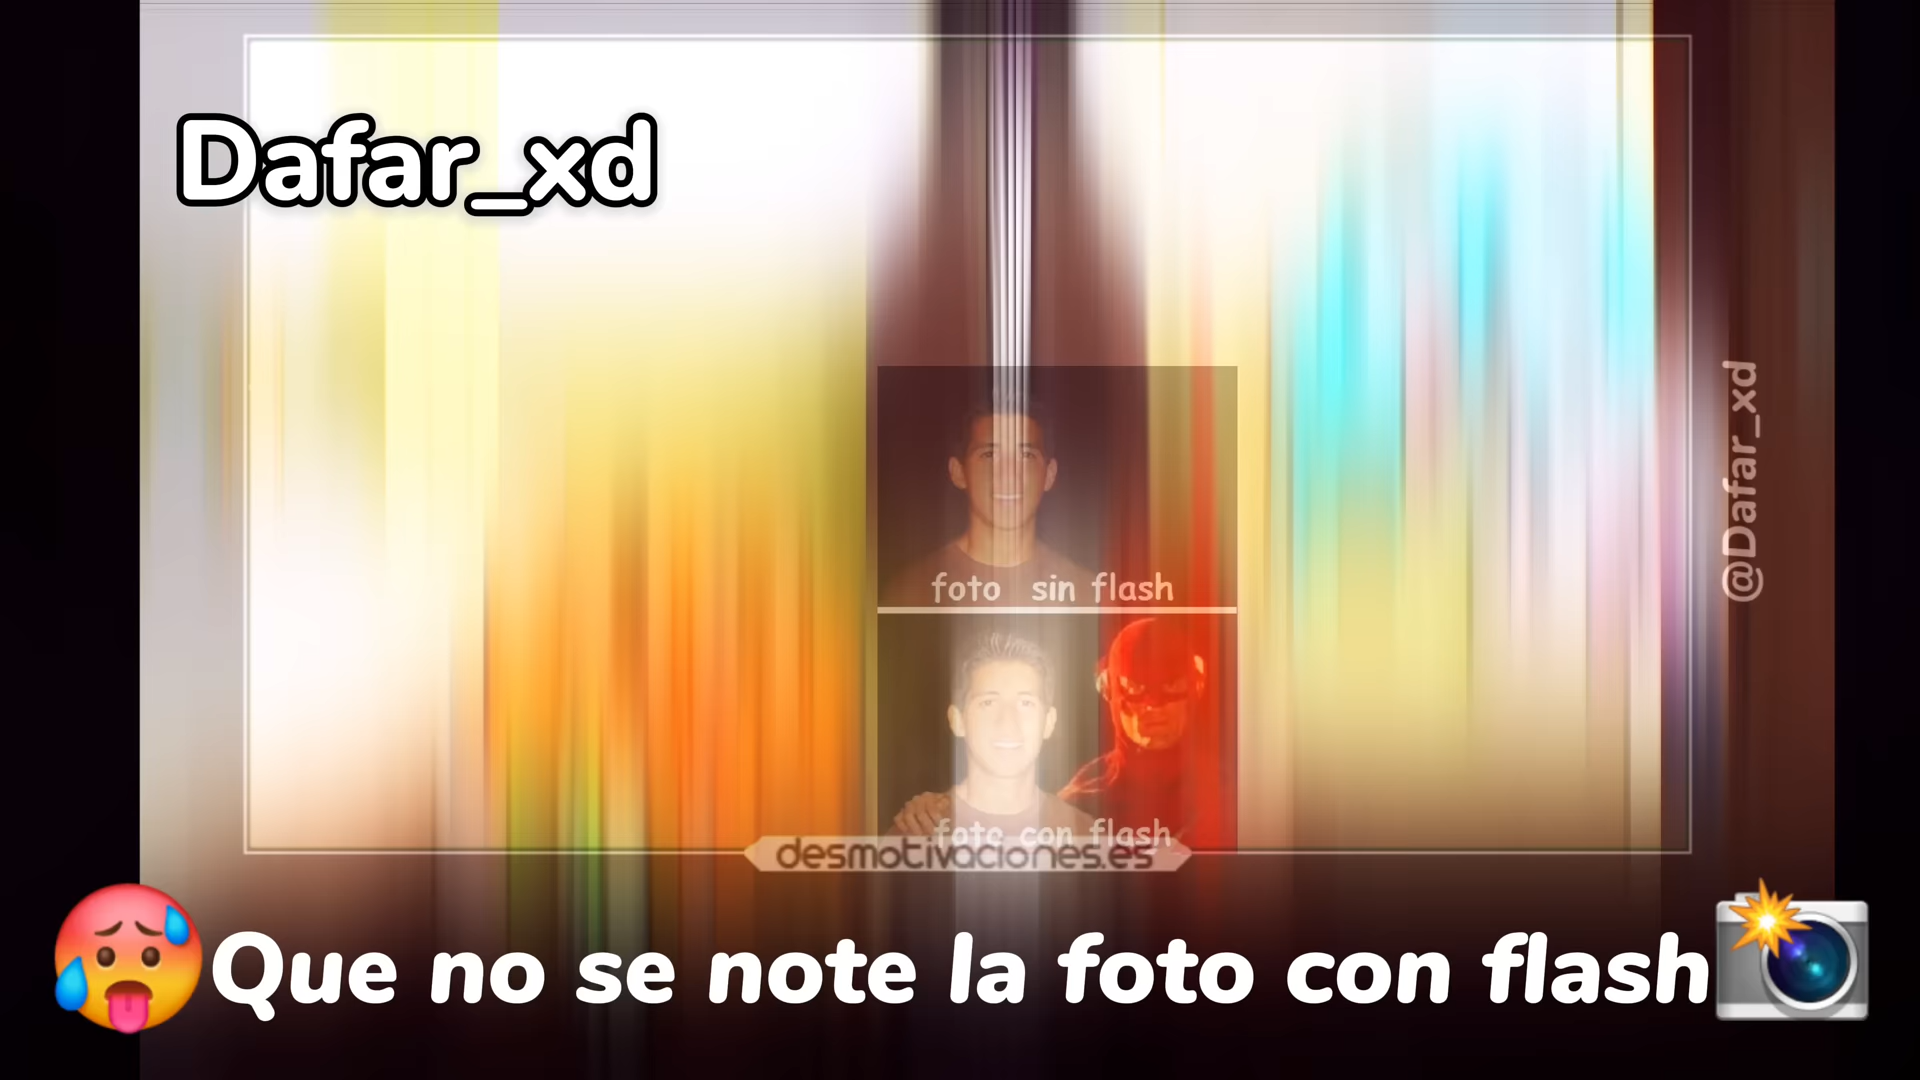 Dafar_xd
@Dafar_xd
foto sin flash
foto con flash
desmotivaciones.es
🥵Que no se note la foto con flash📸